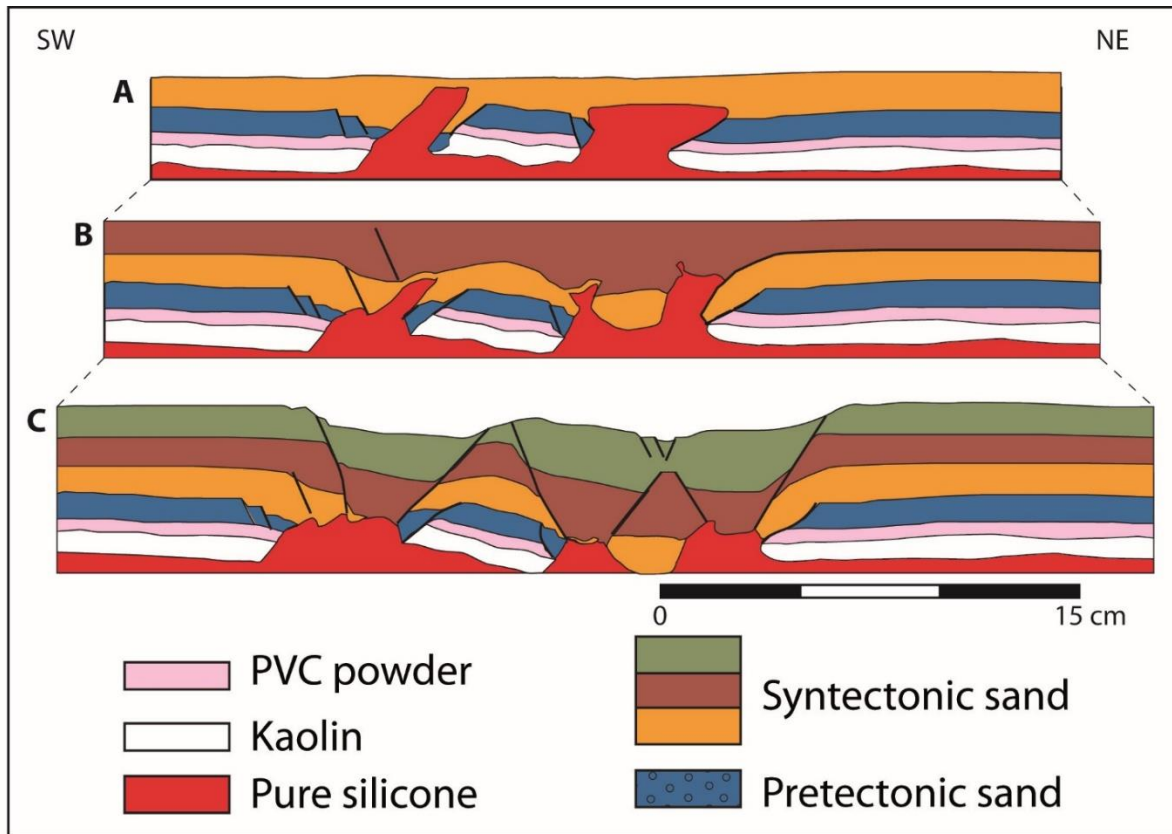 SW
NE
A
B
C
0
15 cm
PVC powder
Kaolin
Pure silicone
Syntectonic sand
Pretectonic sand